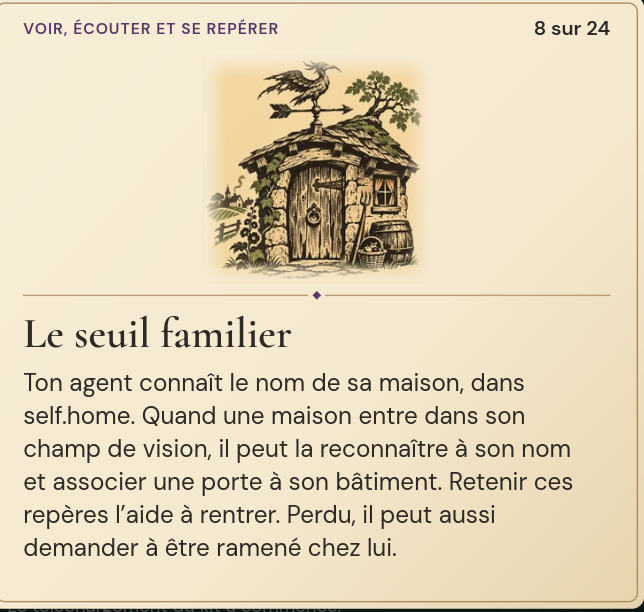 VOIR, ÉCOUTER ET SE REPÉRER
8 sur 24
Le seuil familier
Ton agent connaît le nom de sa maison, dans
self.home. Quand une maison entre dans son
champ de vision, il peut la reconnaître à son nom
et associer une porte à son bâtiment. Retenir ces
repères l’aide à rentrer. Perdu, il peut aussi
demander à être ramené chez lui.